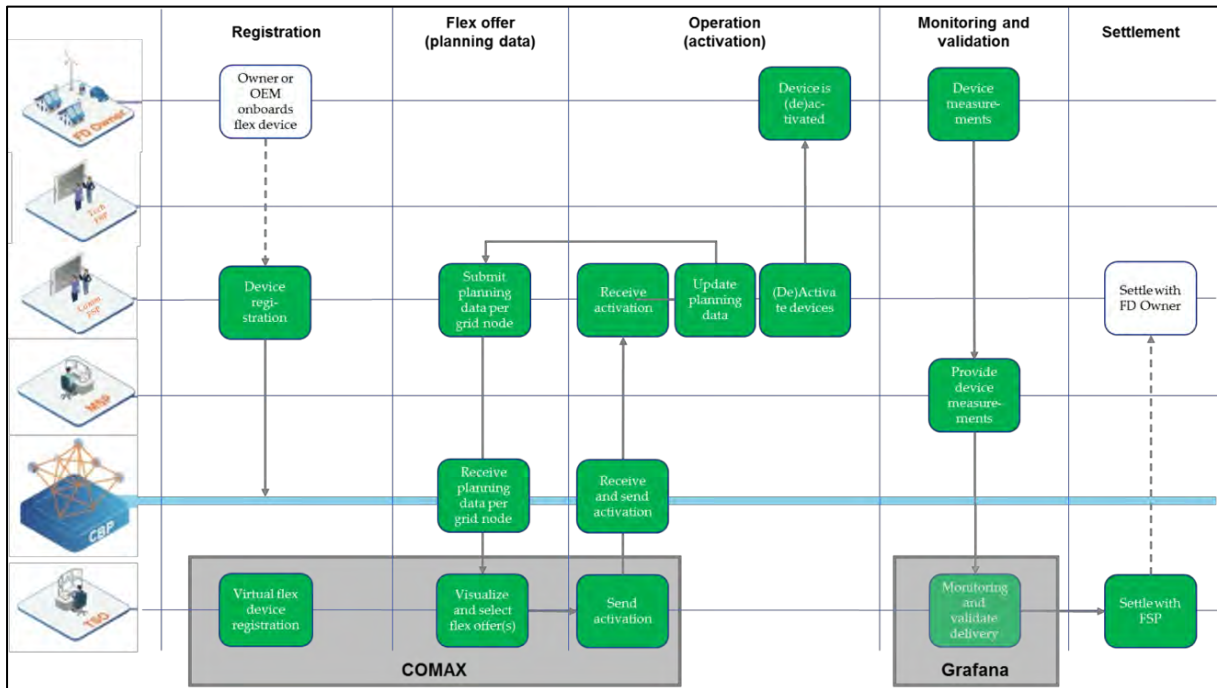 Registration
Flex offer
(planning data)
Operation
(activation)
Monitoring and
validation
Settlement
FD Owner
Owner or
OEM
onboards
flex device
Device is
(de)ac-
tivated
Device
measure-
ments
Tech
FSP
Comm
FSP
Device
regi-
stration
Submit
planning
data per
grid node
Receive
activation
Update
planning
data
(De)Activa
te devices
Settle with
FD Owner
MSP
Provide
device
measure-
ments
CBP
Receive
planning
data per
grid node
Receive
and send
activation
TSO
Virtual flex
device
registration
Visualize
and select
flex offer(s)
Send
activation
Monitoring
and
validate
delivery
Settle with
FSP
COMAX
Grafana